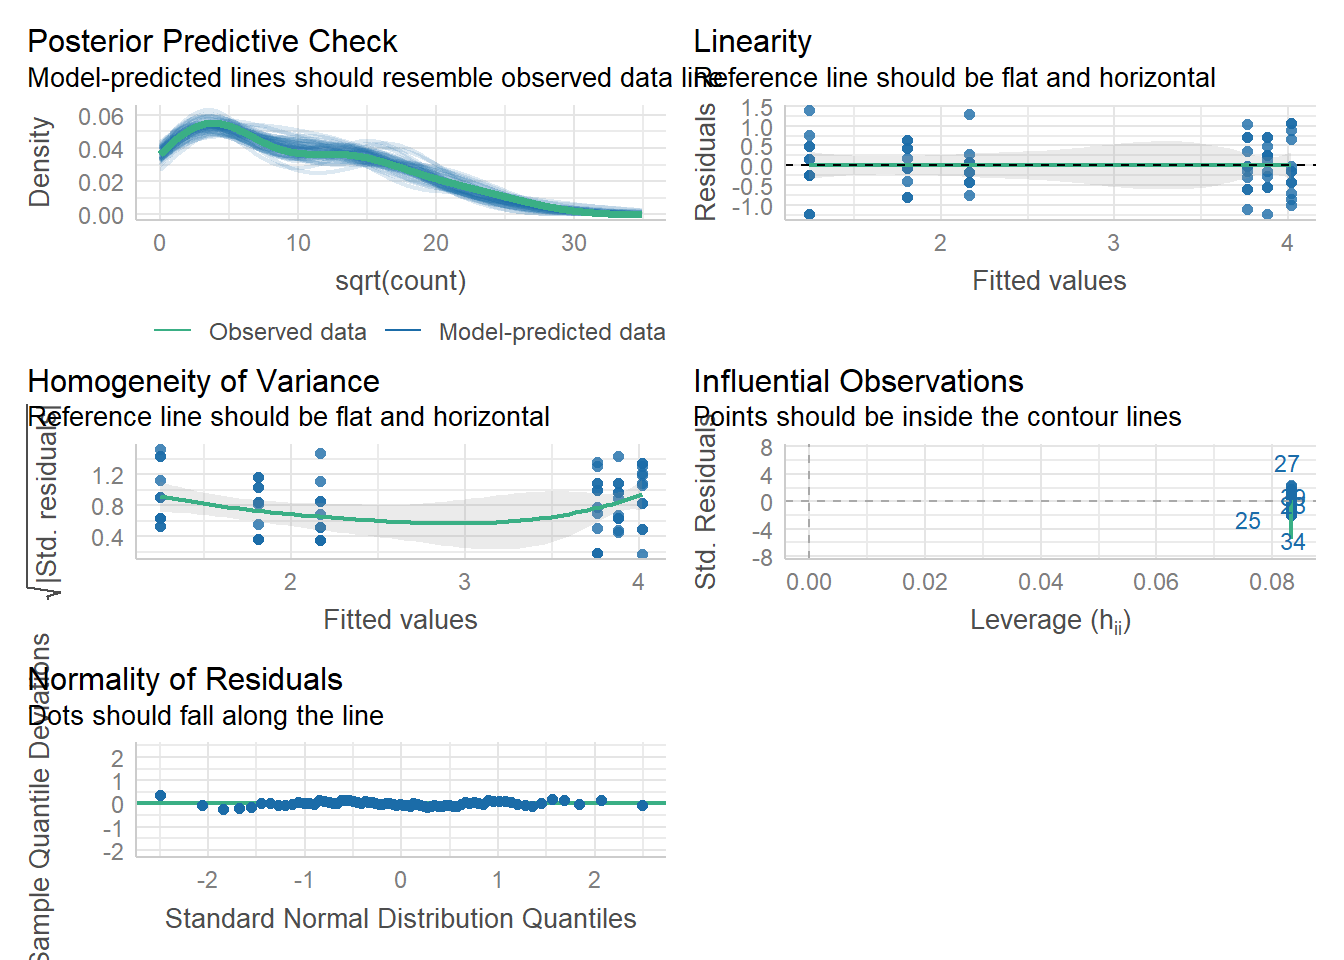 Posterior Predictive Check
Model-predicted lines should resemble observed data line
Density
0.06
0.04
0.02
0.00
0 10 20 30
sqrt(count)
Observed data Model-predicted data
Linearity
Reference line should be flat and horizontal
Residuals
1.5
1.0
0.5
0.0
-0.5
-1.0
2 3 4
Fitted values
Homogeneity of Variance
Reference line should be flat and horizontal
√|Std. residuals|
1.2
0.8
0.4
2 3 4
Fitted values
Influential Observations
Points should be inside the contour lines
Std. Residuals
8
4
0
-4
-8
27
25
34
0.00 0.02 0.04 0.06 0.08
Leverage (hii)
Normality of Residuals
Dots should fall along the line
Sample Quantile Deviations
2
1
0
-1
-2
-2 -1 0 1 2
Standard Normal Distribution Quantiles